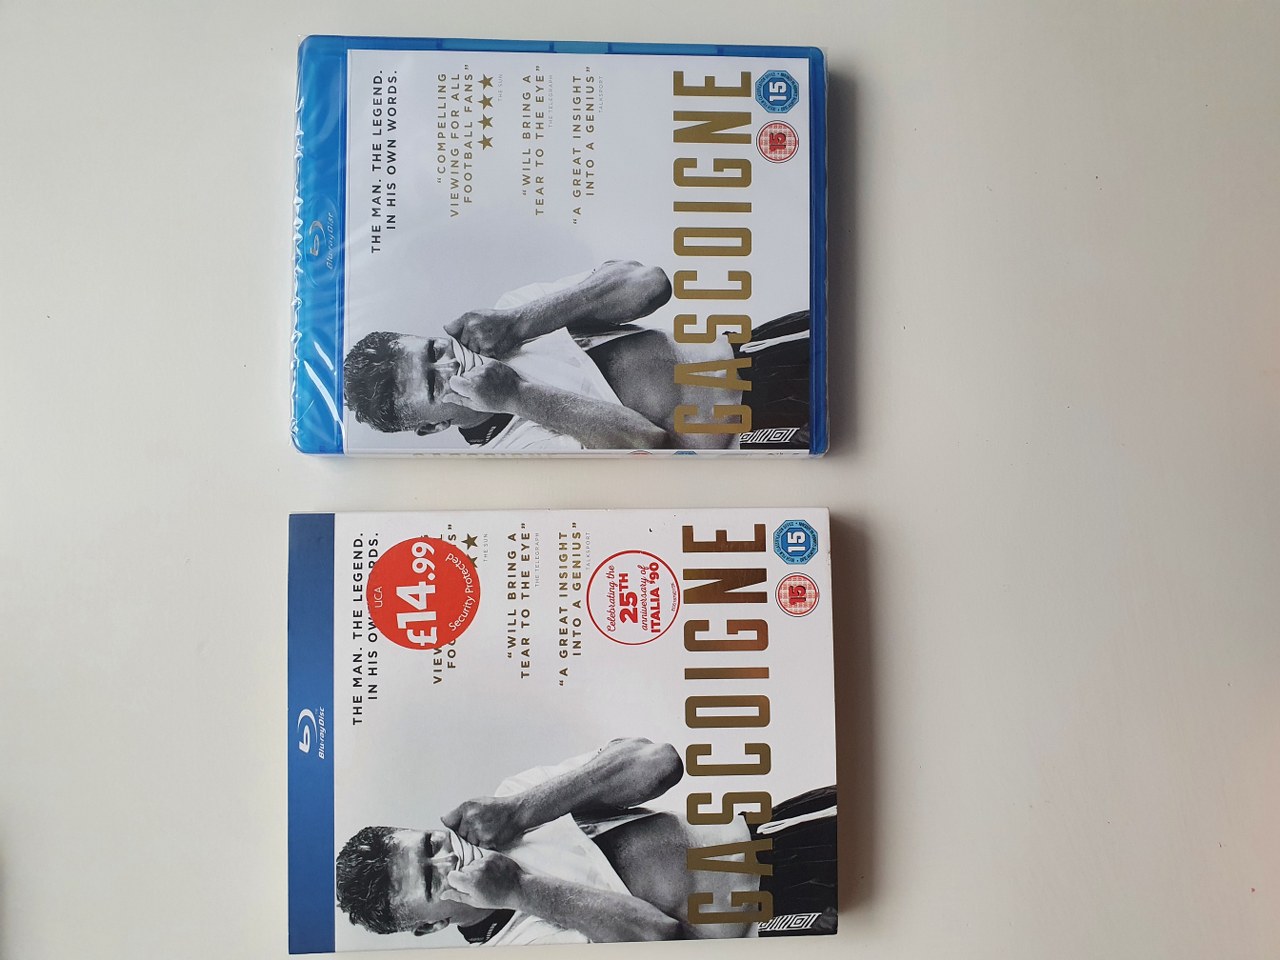 Blu-ray Disc
THE MAN. THE LEGEND.
IN HIS OWN WORDS.
"COMPELLING
VIEWING FOR ALL
FOOTBALL FANS"
THE SUN
"WILL BRING A
TEAR TO THE EYE"
THE TELEGRAPH
"A GREAT INSIGHT
INTO A GENIUS"
TALKSPORT
GASCOIGNE
15
15
Blu-ray Disc
THE MAN. THE LEGEND.
IN HIS OWN WORDS.
UCA
£14.99
Security Protected
THE SUN
"WILL BRING A
TEAR TO THE EYE"
THE TELEGRAPH
"A GREAT INSIGHT
INTO A GENIUS"
TALKSPORT
Celebrating the
25TH
anniversary of
ITALIA '90
GASCOIGNE
15
15